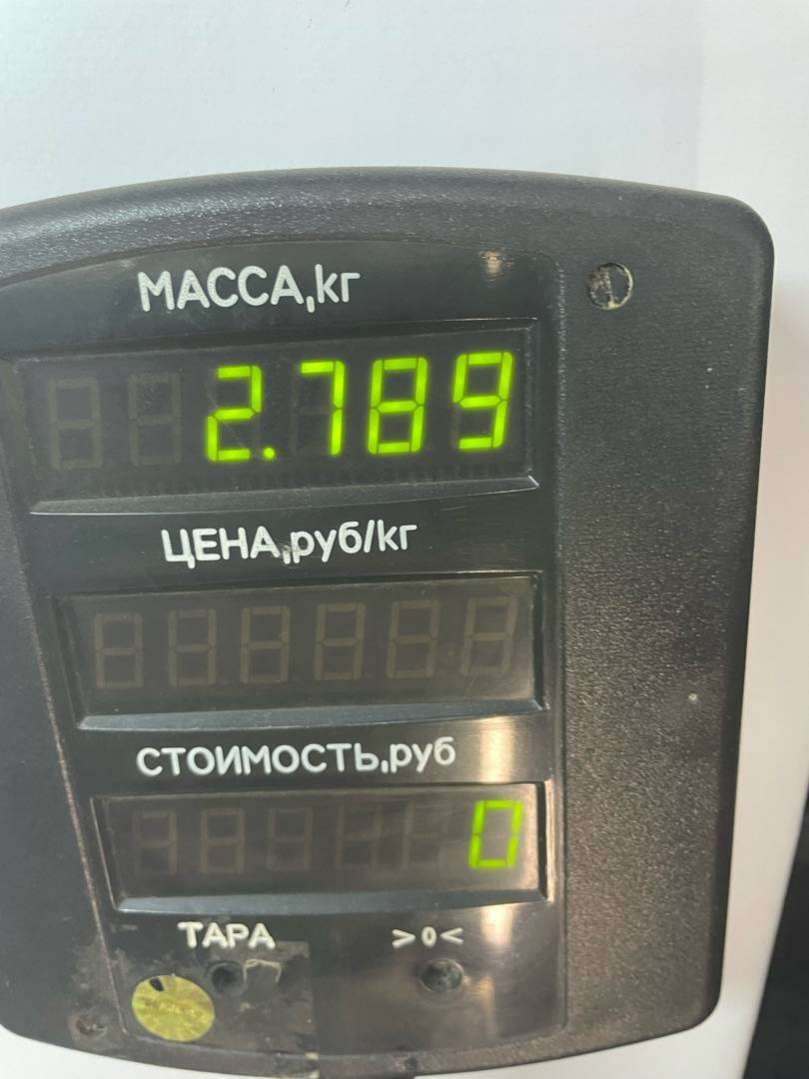 МАССА,кг
2.789
ЦЕНА,руб/кг
СТОИМОСТЬ,руб
0
ТАРА >0<